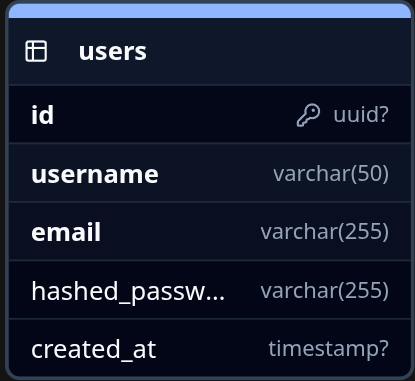 users
id uuid?
username varchar(50)
email varchar(255)
hashed_passw... varchar(255)
created_at timestamp?